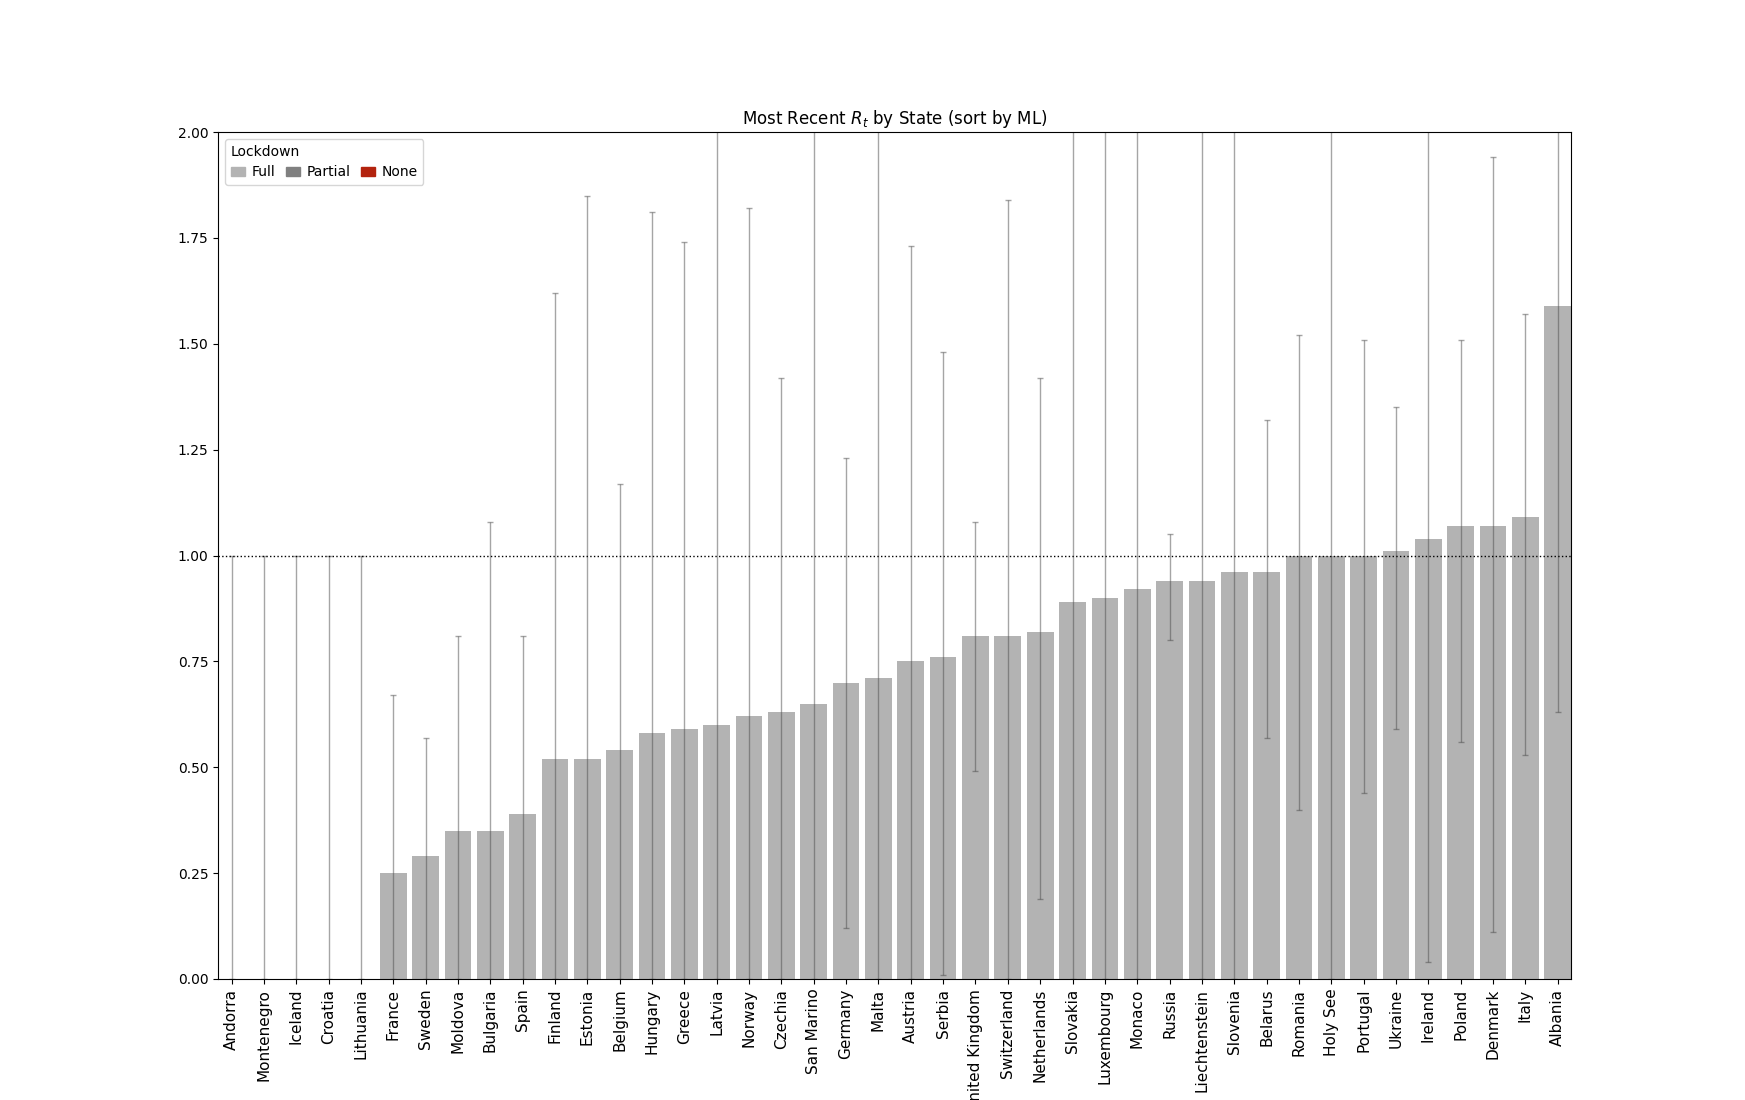 Most Recent Rt by State (sort by ML)
Lockdown
Full Partial None
2.00
1.75
1.50
1.25
1.00
0.75
0.50
0.25
0.00
Andorra
Montenegro
Iceland
Croatia
Lithuania
France
Sweden
Moldova
Bulgaria
Spain
Finland
Estonia
Belgium
Hungary
Greece
Latvia
Norway
Czechia
San Marino
Germany
Malta
Austria
Serbia
nited Kingdom
Switzerland
Netherlands
Slovakia
Luxembourg
Monaco
Russia
Liechtenstein
Slovenia
Belarus
Romania
Holy See
Portugal
Ukraine
Ireland
Poland
Denmark
Italy
Albania